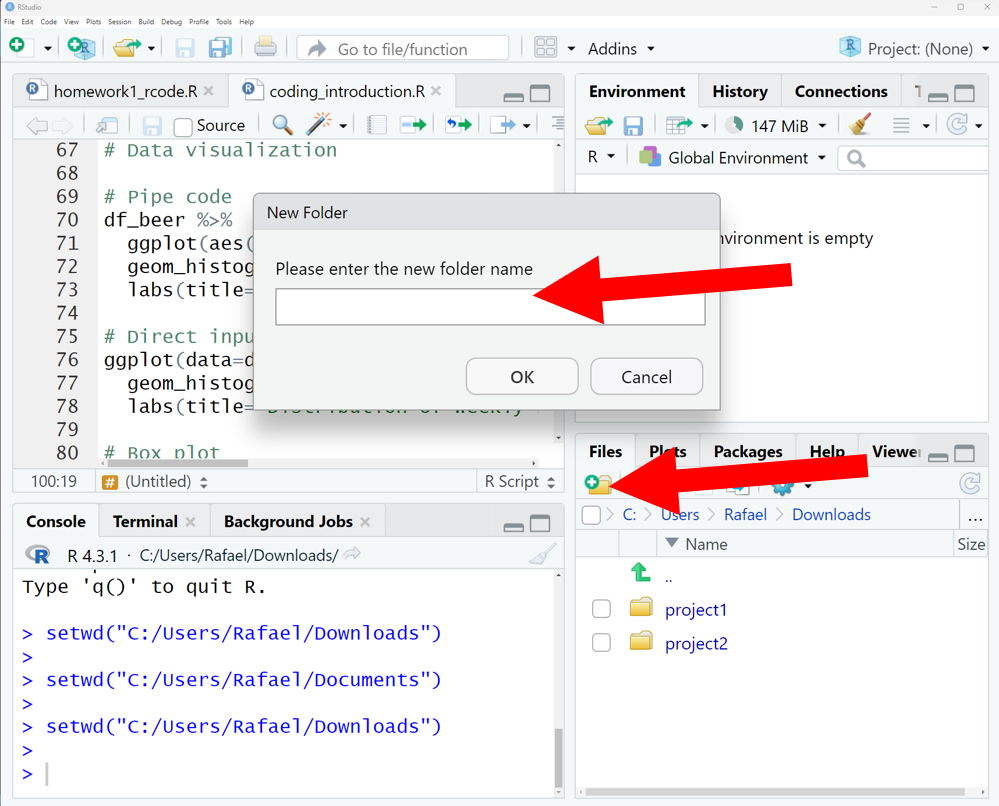 RStudio
File Edit Code View Plots Session Build Debug Profile Tools Help
Go to file/function
Addins
Project: (None)
homework1_rcode.R
coding_introduction.R
Source
67 # Data visualization
68
69 # Pipe code
70 df_beer %>%
71 ggplot(aes(
72 geom_histog
73 labs(title=
74
75 # Direct inpu
76 ggplot(data=d
77 geom_histog
78 labs(title="Distribution of Weekly
79
80 # Box plot
100:19 # (Untitled) R Script
New Folder
Please enter the new folder name
OK Cancel
Environment History Connections T
147 MiB
R Global Environment
nvironment is empty
Console Terminal Background Jobs
R R 4.3.1 · C:/Users/Rafael/Downloads/
Type 'q()' to quit R.
> setwd("C:/Users/Rafael/Downloads")
>
> setwd("C:/Users/Rafael/Documents")
>
> setwd("C:/Users/Rafael/Downloads")
>
>
Files Plots Packages Help Viewer
C: Users Rafael Downloads ...
Name Size
..
project1
project2